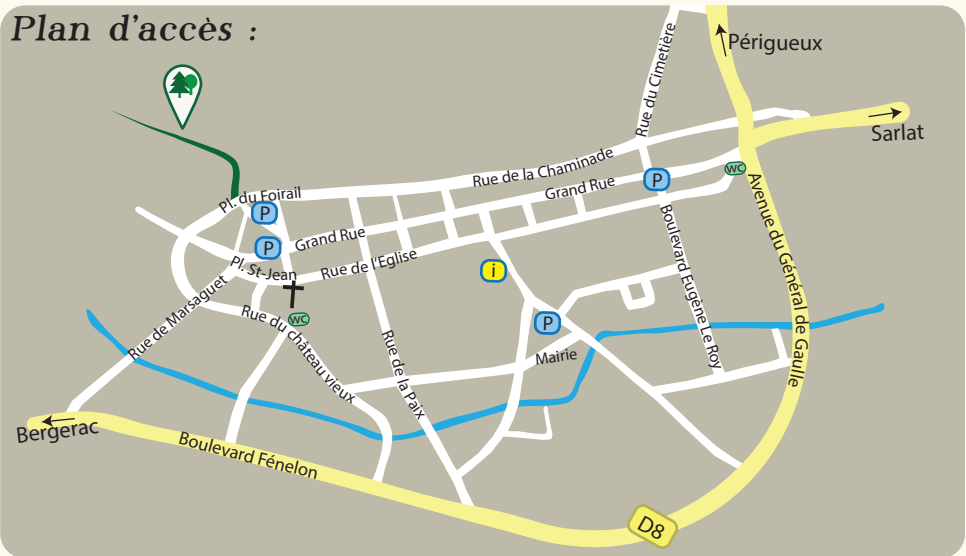 Plan d'accès :
Périgueux
Sarlat
Rue du Cimetière
Rue de la Chaminade
Grand Rue
P
wc
Pl. du Foirail
P
P
Grand Rue
Pl. St-Jean
Rue de l'Eglise
i
Boulevard Eugène Le Roy
Avenue du Général de Gaulle
Rue de Marsaguet
Rue du château vieux
wc
P
Mairie
Rue de la Paix
Bergerac
Boulevard Fénelon
D8